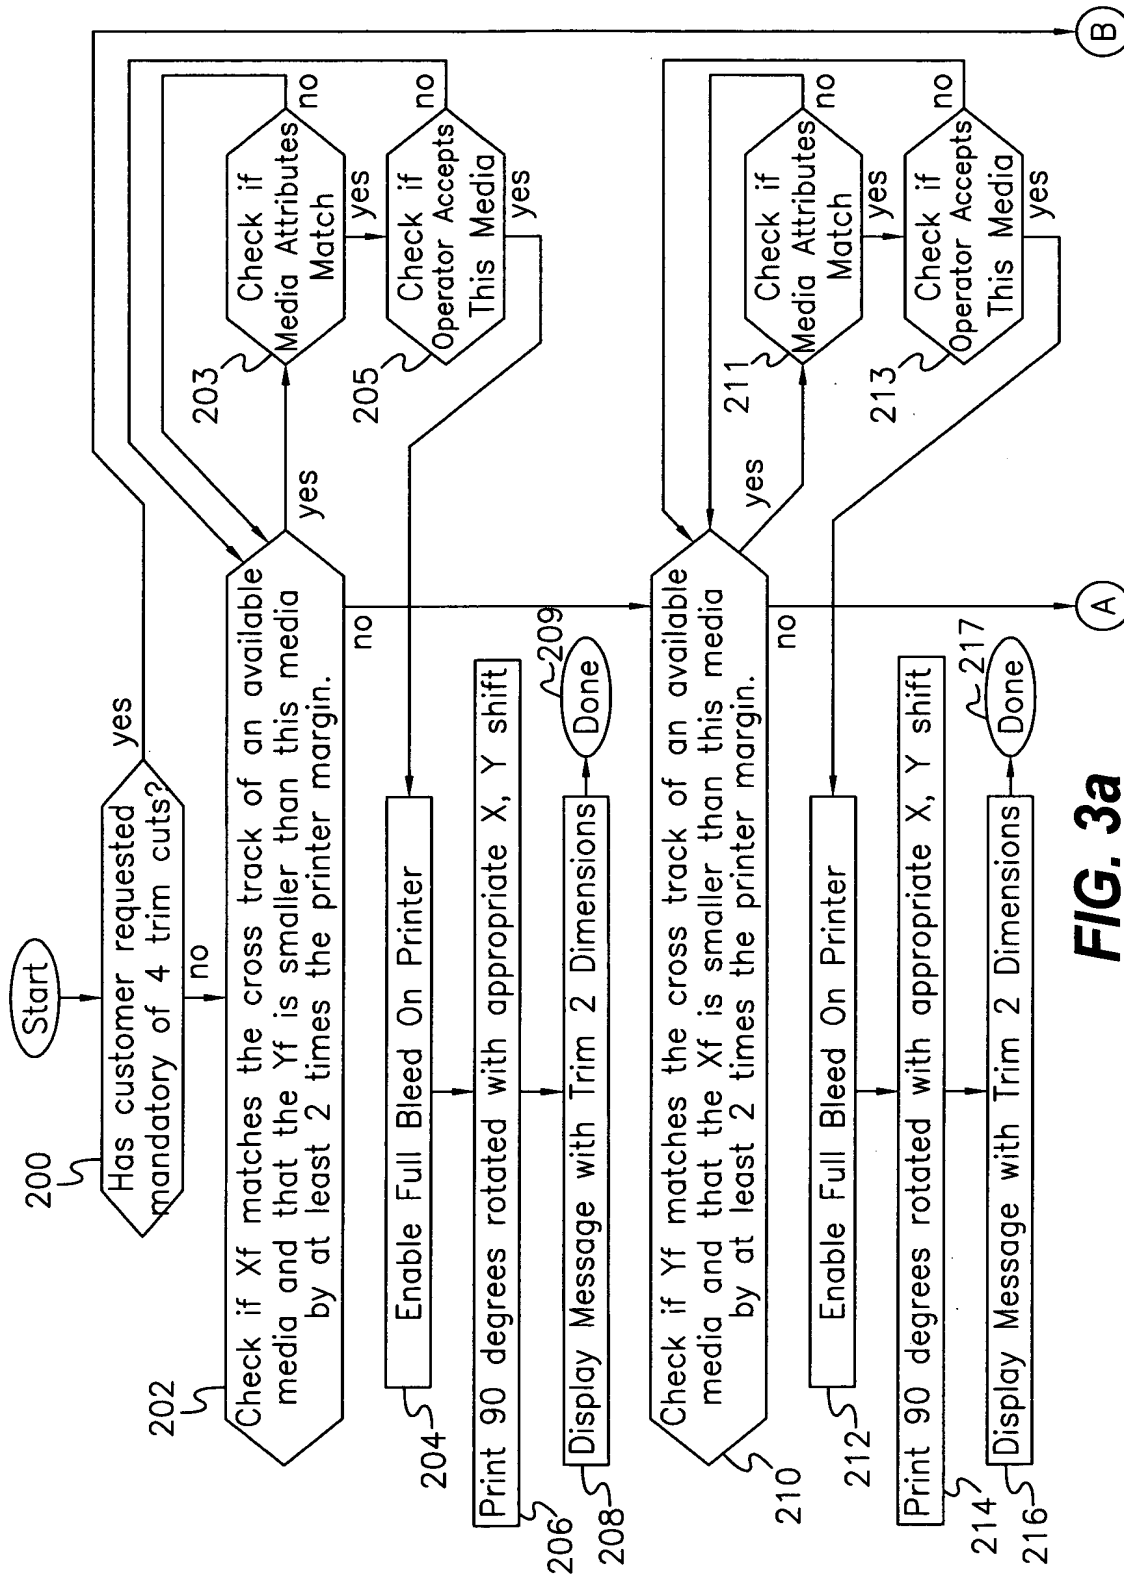 Start
200
Has customer requested
mandatory of 4 trim cuts?
yes
no
202
Check if Xf matches the cross track of an available
media and that the Yf is smaller than this media
by at least 2 times the printer margin.
yes
no
203
Check if
Media Attributes
Match
no
yes
205
Check if
Operator Accepts
This Media
no
yes
204
Enable Full Bleed On Printer
206
Print 90 degrees rotated with appropriate X, Y shift
208
Display Message with Trim 2 Dimensions
209
Done
210
Check if Yf matches the cross track of an available
media and that the Xf is smaller than this media
by at least 2 times the printer margin.
yes
no
211
Check if
Media Attributes
Match
no
yes
213
Check if
Operator Accepts
This Media
no
yes
212
Enable Full Bleed On Printer
214
Print 90 degrees rotated with appropriate X, Y shift
216
Display Message with Trim 2 Dimensions
217
Done
A
B
FIG. 3a